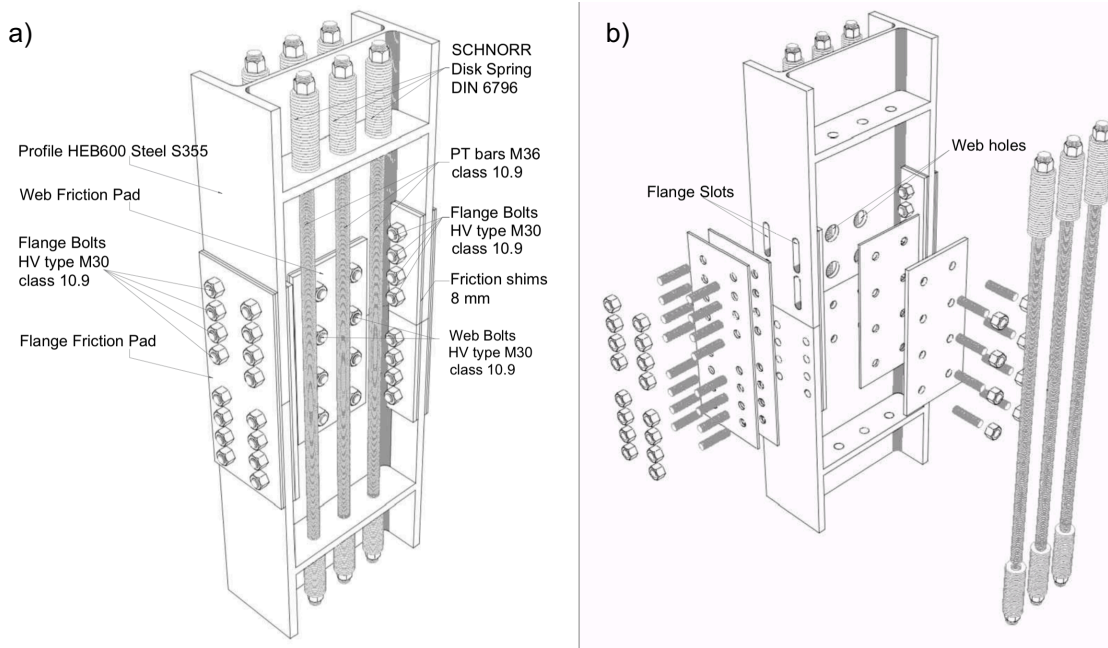 a)
SCHNORR
Disk Spring
DIN 6796
Profile HEB600 Steel S355
PT bars M36
class 10.9
Web Friction Pad
Flange Bolts
HV type M30
class 10.9
Flange Bolts
HV type M30
class 10.9
Friction shims
8 mm
Flange Friction Pad
Web Bolts
HV type M30
class 10.9
b)
Web holes
Flange Slots